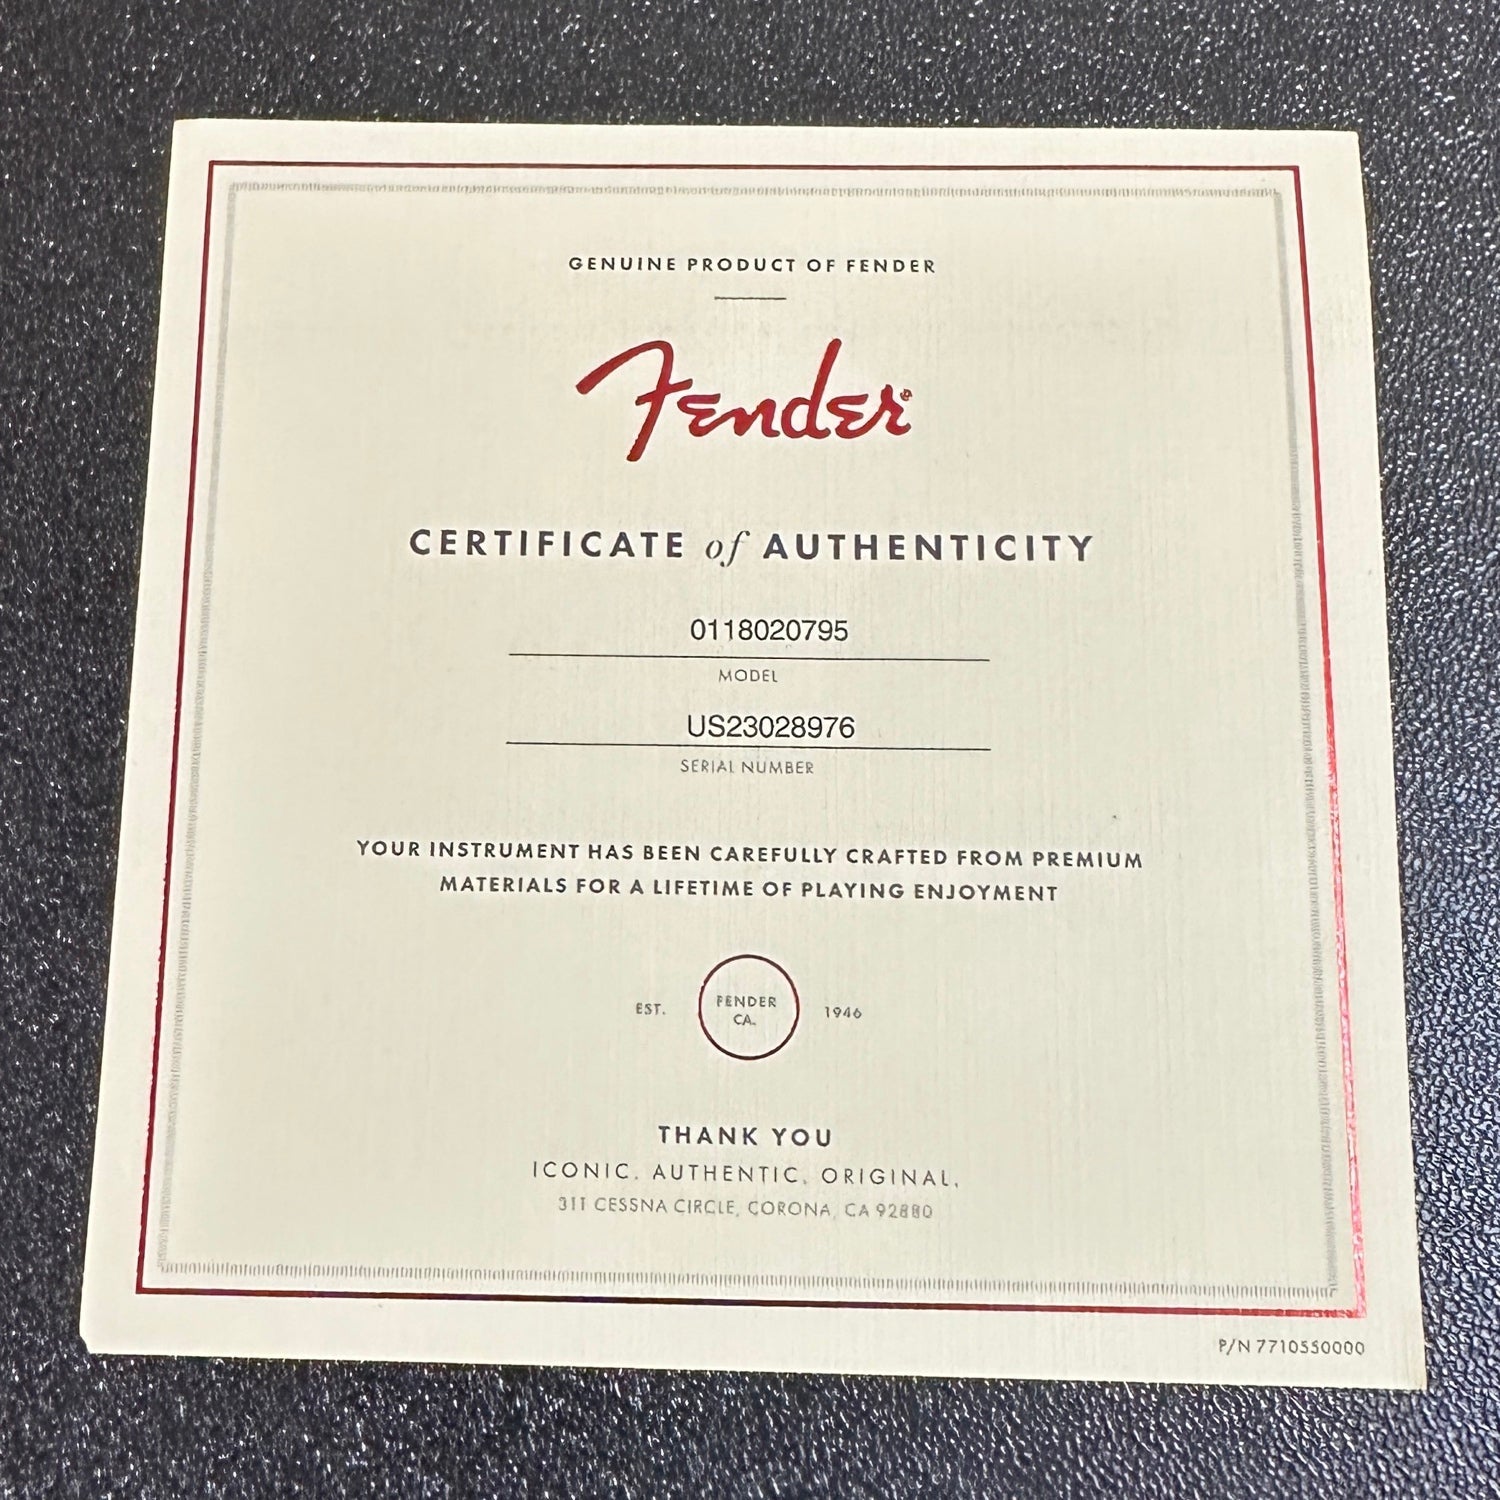 GENUINE PRODUCT OF FENDER
Fender®
CERTIFICATE of AUTHENTICITY
0118020795
MODEL
US23028976
SERIAL NUMBER
YOUR INSTRUMENT HAS BEEN CAREFULLY CRAFTED FROM PREMIUM
MATERIALS FOR A LIFETIME OF PLAYING ENJOYMENT
EST. FENDER 1946
CA.
THANK YOU
ICONIC. AUTHENTIC. ORIGINAL.
311 CESSNA CIRCLE, CORONA, CA 92880
P/N 7710550000